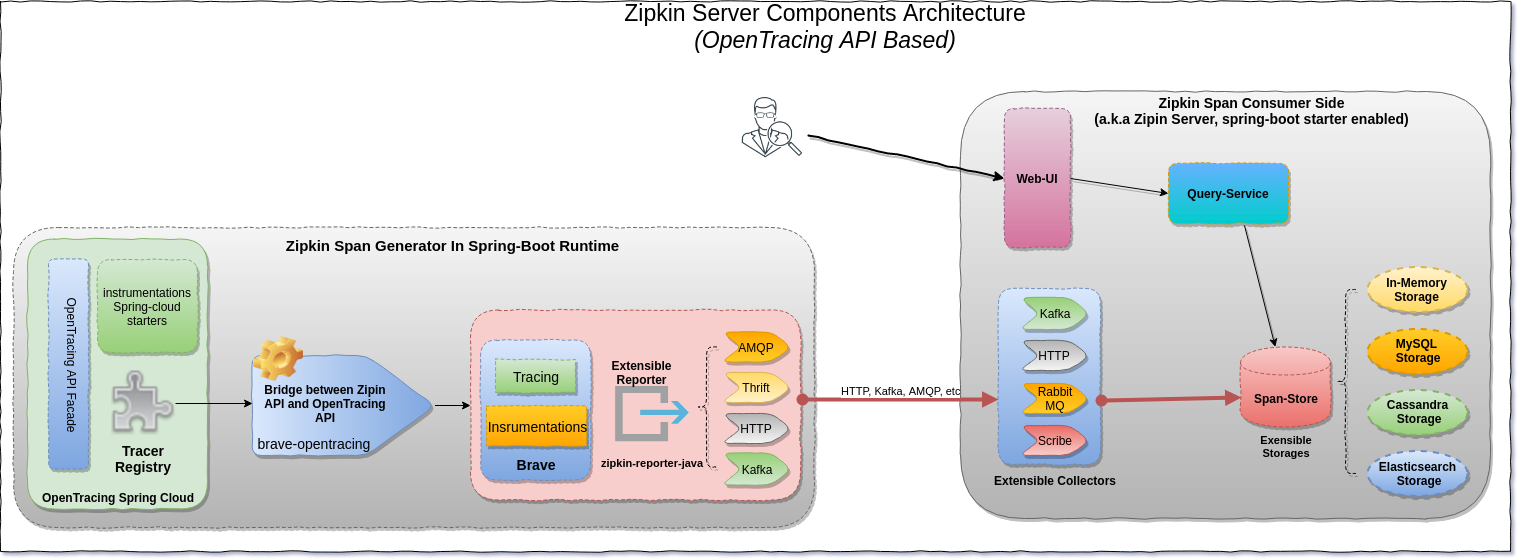 Zipkin Server Components Architecture
(OpenTracing API Based)
Zipkin Span Generator In Spring-Boot Runtime
OpenTracing API Facade
instrumentations
Spring-cloud
starters
Tracer
Registry
OpenTracing Spring Cloud
Bridge between Zipin
API and OpenTracing
API
brave-opentracing
Tracing
Insrumentations
Brave
Extensible
Reporter
zipkin-reporter-java
AMQP
Thrift
HTTP
Kafka
HTTP, Kafka, AMQP, etc
Zipkin Span Consumer Side
(a.k.a Zipin Server, spring-boot starter enabled)
Web-UI
Query-Service
Kafka
HTTP
Rabbit
MQ
Scribe
Extensible Collectors
Span-Store
Exensible
Storages
In-Memory
Storage
MySQL
Storage
Cassandra
Storage
Elasticsearch
Storage